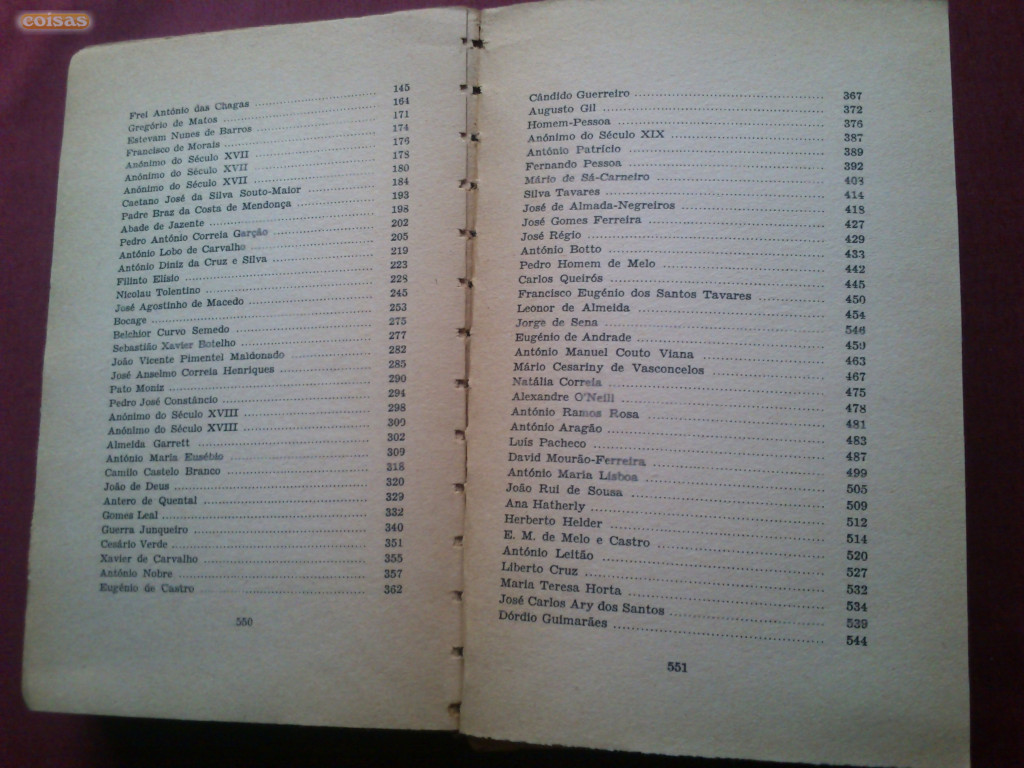 coisas
Frei António das Chagas 145
Gregório de Matos 164
Estevam Nunes de Barros 171
Francisco de Morais 174
Anónimo do Século XVII 176
Anónimo do Século XVII 178
Anónimo do Século XVII 180
Caetano José da Silva Souto-Maior 184
Padre Braz da Costa de Mendonça 193
Abade de Jazente 198
Pedro António Correia Garção 202
António Lobo de Carvalho 205
António Diniz da Cruz e Silva 219
Filinto Elísio 223
Nicolau Tolentino 228
José Agostinho de Macedo 245
Bocage 253
Belchior Curvo Semedo 275
Sebastião Xavier Botelho 277
João Vicente Pimentel Maldonado 282
José Anselmo Correia Henriques 285
Pato Moniz 290
Pedro José Constâncio 294
Anónimo do Século XVIII 298
Anónimo do Século XVIII 300
Almeida Garrett 302
António Maria Eusébio 309
Camilo Castelo Branco 318
João de Deus 320
Antero de Quental 329
Gomes Leal 332
Guerra Junqueiro 340
Cesário Verde 351
Xavier de Carvalho 355
António Nobre 357
Eugénio de Castro 362
550
Cândido Guerreiro 367
Augusto Gil 372
Homem-Pessoa 376
Anónimo do Século XIX 387
António Patrício 389
Fernando Pessoa 392
Mário de Sá-Carneiro 408
Silva Tavares 414
José de Almada-Negreiros 418
José Gomes Ferreira 427
José Régio 429
António Botto 433
Pedro Homem de Melo 442
Carlos Queirós 445
Francisco Eugénio dos Santos Tavares 450
Leonor de Almeida 454
Jorge de Sena 546
Eugénio de Andrade 459
António Manuel Couto Viana 463
Mário Cesariny de Vasconcelos 467
Natália Correia 475
Alexandre O'Neill 478
António Ramos Rosa 481
António Aragão 483
Luís Pacheco 487
David Mourão-Ferreira 499
António Maria Lisboa 505
João Rui de Sousa 509
Ana Hatherly 512
Herberto Helder 514
E. M. de Melo e Castro 520
António Leitão 527
Liberto Cruz 532
Maria Teresa Horta 534
José Carlos Ary dos Santos 539
Dórdio Guimarães 544
551